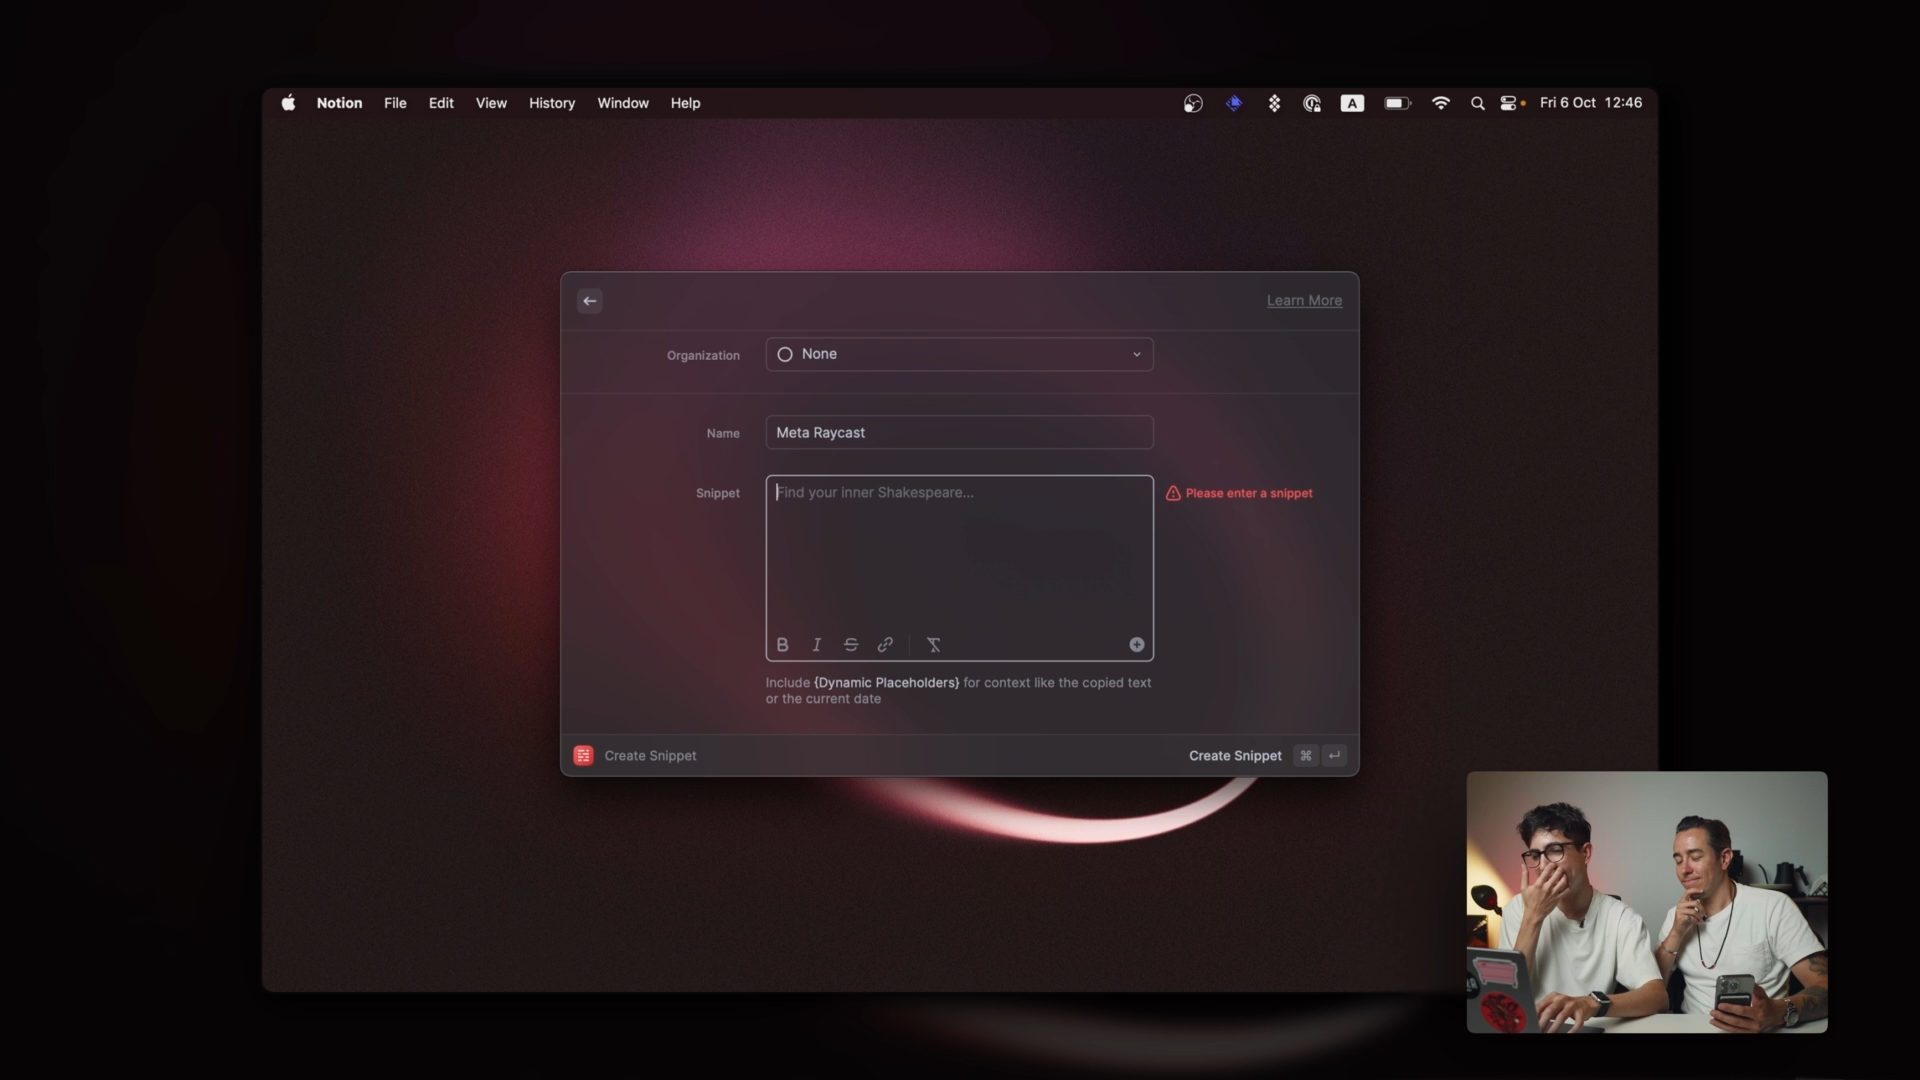 Notion File Edit View History Window Help
A Fri 6 Oct 12:46
Learn More
Organization None
Name Meta Raycast
Snippet Find your inner Shakespeare... Please enter a snippet
B I S
Include {Dynamic Placeholders} for context like the copied text
or the current date
Create Snippet Create Snippet ⌘ ↵